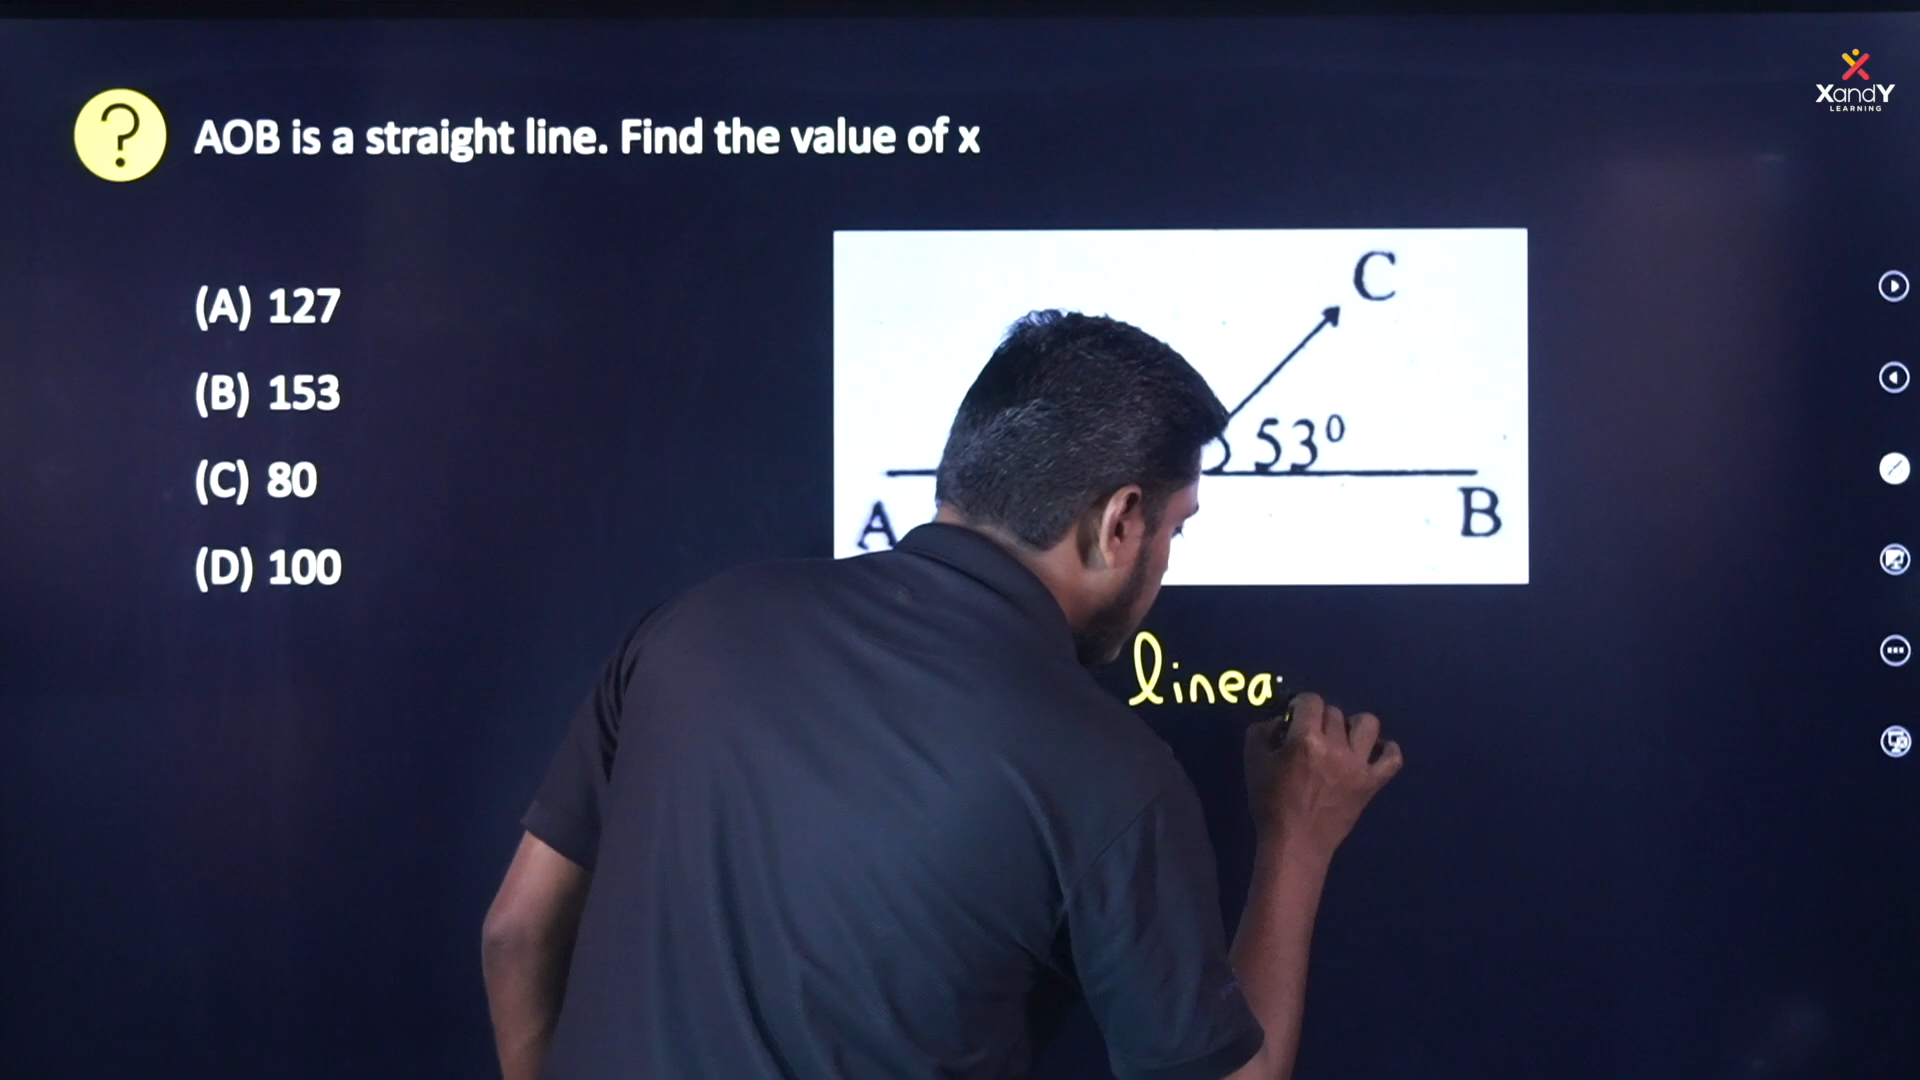 XandY
LEARNING
? AOB is a straight line. Find the value of x
(A) 127
(B) 153
(C) 80
(D) 100
C
53⁰
A
B
linea